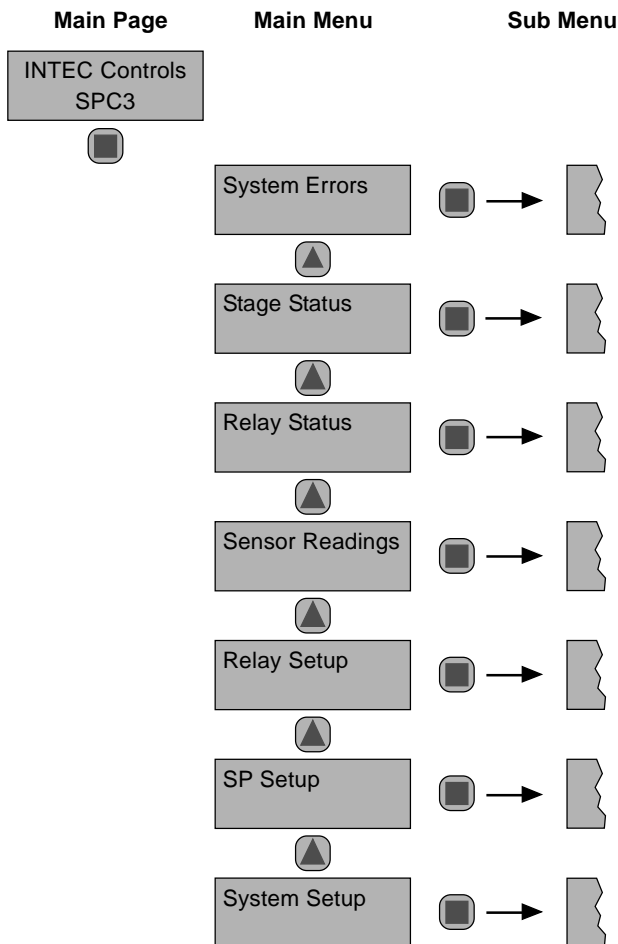 Main Page
Main Menu
Sub Menu
INTEC Controls
SPC3
System Errors
Stage Status
Relay Status
Sensor Readings
Relay Setup
SP Setup
System Setup